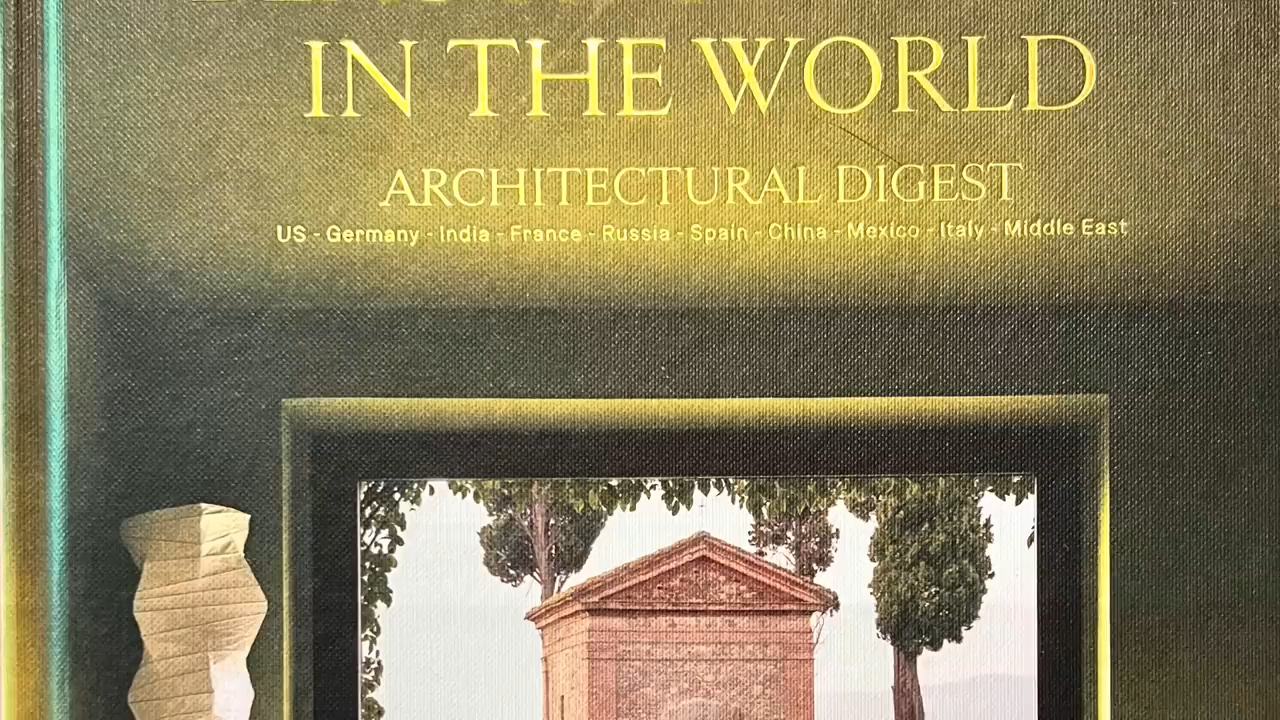 IN THE WORLD
ARCHITECTURAL DIGEST
US - Germany - India - France - Russia - Spain - China - Mexico - Italy - Middle East